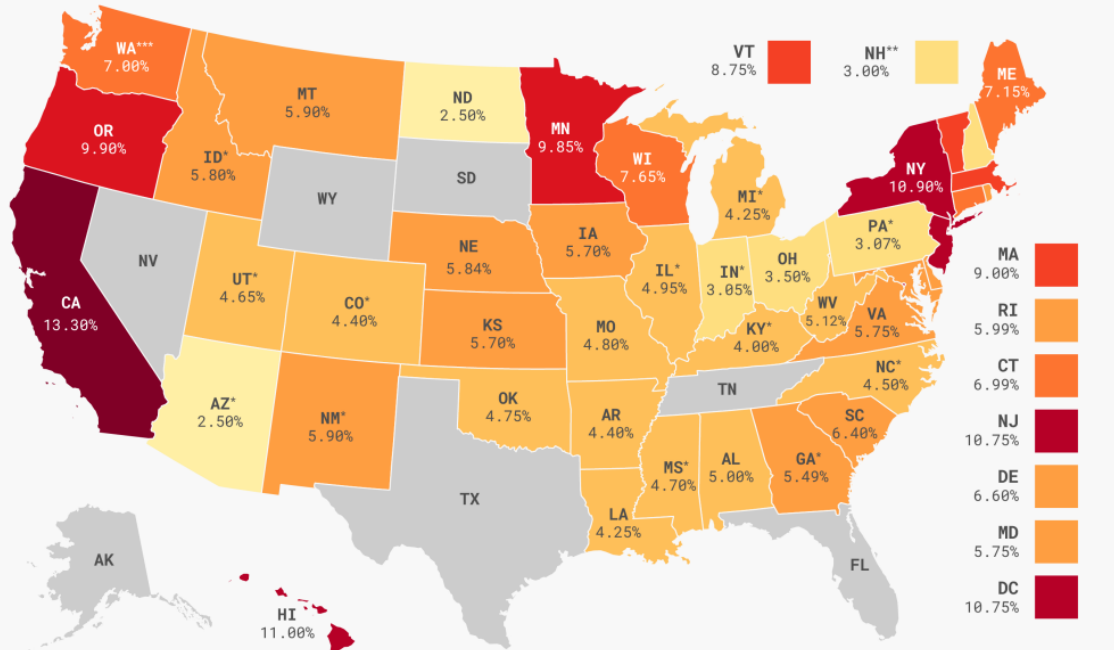 WA***
7.00%
OR
9.90%
CA
13.30%
NV
ID*
5.80%
MT
5.90%
WY
UT*
4.65%
CO*
4.40%
AZ*
2.50%
NM*
5.90%
ND
2.50%
SD
NE
5.84%
KS
5.70%
OK
4.75%
TX
MN
9.85%
IA
5.70%
MO
4.80%
AR
4.40%
LA
4.25%
WI
7.65%
IL*
4.95%
MI*
4.25%
IN*
3.05%
OH
3.50%
KY*
4.00%
TN
MS*
4.70%
AL
5.00%
GA*
5.49%
FL
SC
6.40%
NC*
4.50%
VA
5.75%
WV
5.12%
PA*
3.07%
NY
10.90%
ME
7.15%
VT
8.75%
NH**
3.00%
MA
9.00%
RI
5.99%
CT
6.99%
NJ
10.75%
DE
6.60%
MD
5.75%
DC
10.75%
AK
HI
11.00%